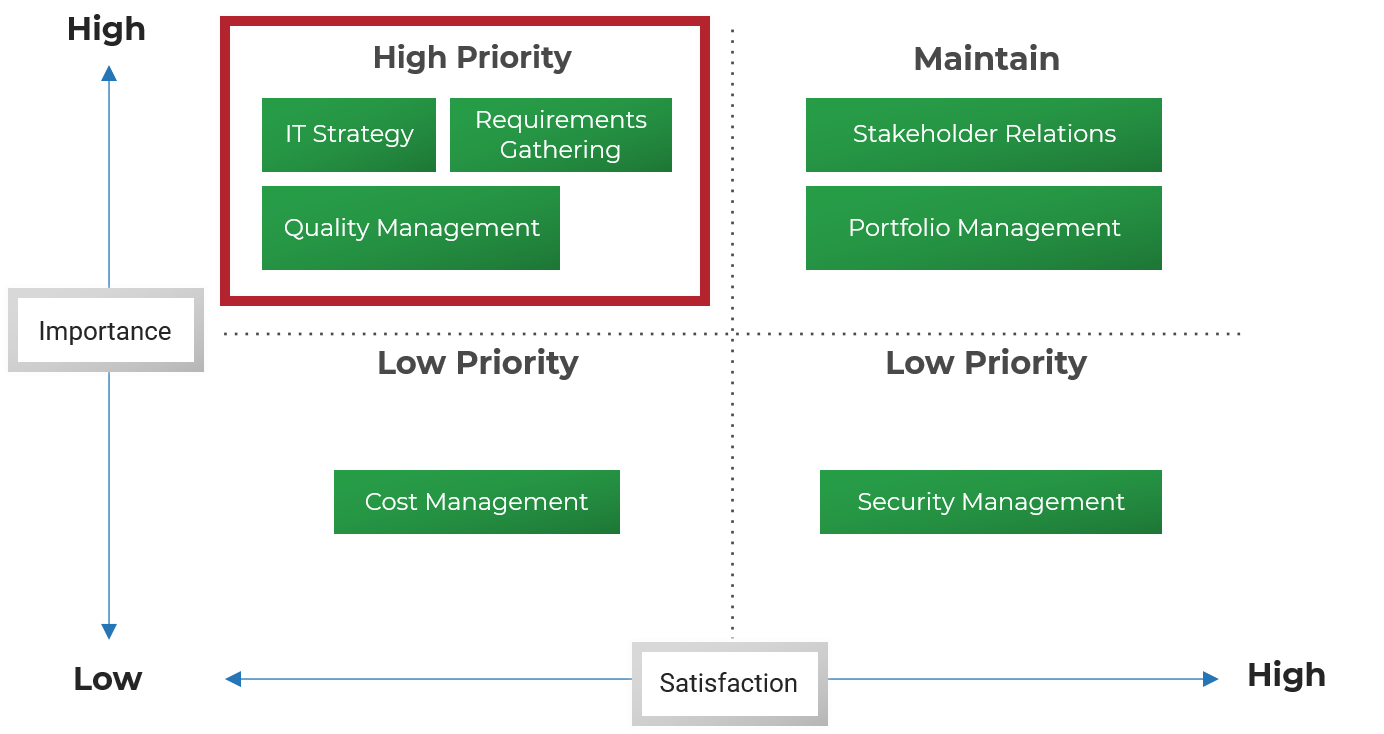 High
High Priority
Maintain
IT Strategy
Requirements
Gathering
Stakeholder Relations
Quality Management
Portfolio Management
Importance
Low Priority
Low Priority
Cost Management
Security Management
Low
Satisfaction
High